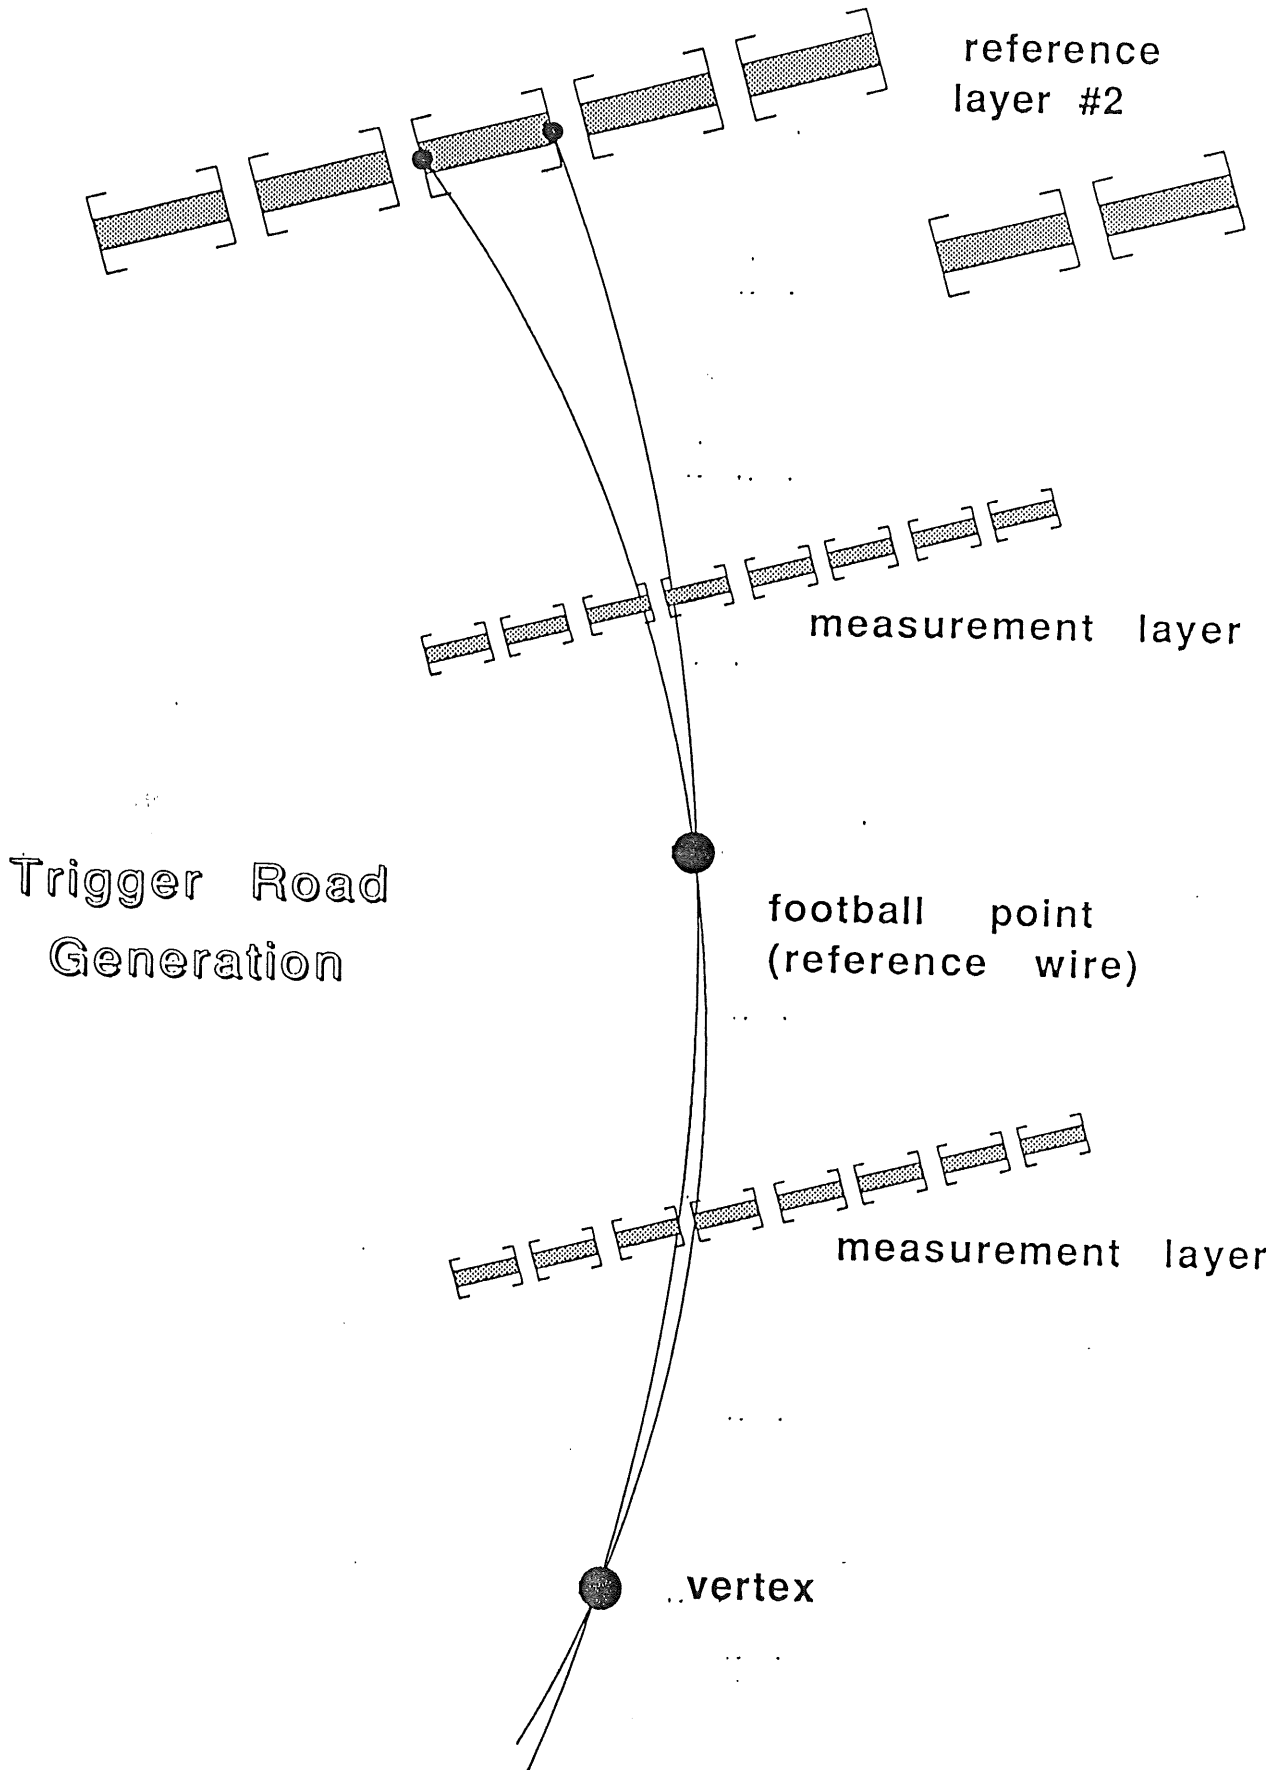 reference
layer #2
measurement layer
Trigger Road
Generation
football point
(reference wire)
measurement layer
vertex